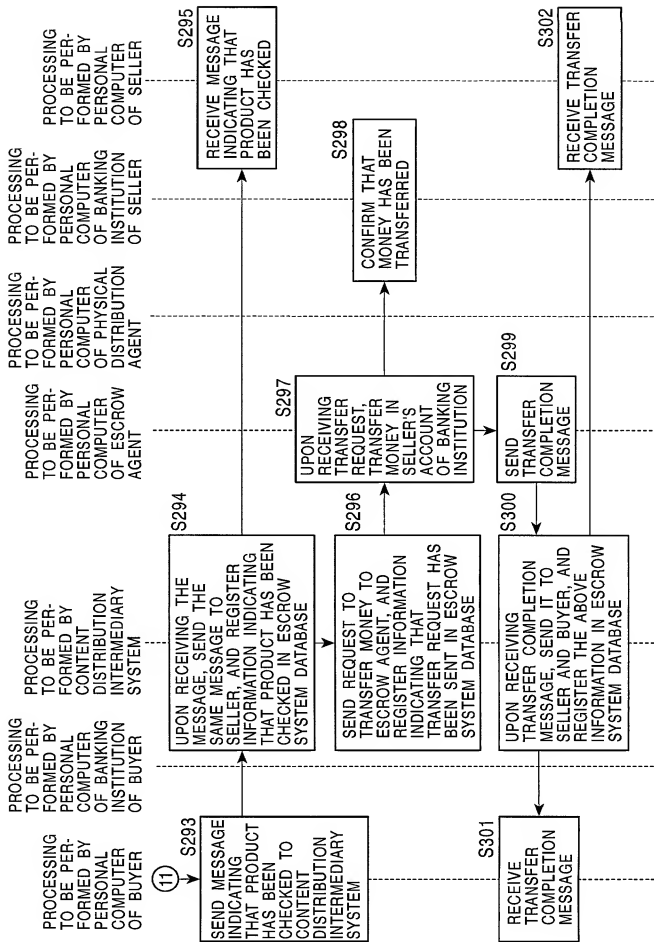 PROCESSING
TO BE PER-
FORMED BY
PERSONAL
COMPUTER
OF BUYER
PROCESSING
TO BE PER-
FORMED BY
PERSONAL
COMPUTER
OF BANKING
INSTITUTION
OF BUYER
PROCESSING
TO BE PER-
FORMED BY
CONTENT
DISTRIBUTION
INTERMEDIARY
SYSTEM
PROCESSING
TO BE PER-
FORMED BY
PERSONAL
COMPUTER
OF ESCROW
AGENT
PROCESSING
TO BE PER-
FORMED BY
PERSONAL
COMPUTER
OF PHYSICAL
DISTRIBUTION
AGENT
PROCESSING
TO BE PER-
FORMED BY
PERSONAL
COMPUTER
OF BANKING
INSTITUTION
OF SELLER
PROCESSING
TO BE PER-
FORMED BY
PERSONAL
COMPUTER
OF SELLER
11
S293
SEND MESSAGE
INDICATING
THAT PRODUCT
HAS BEEN
CHECKED TO
CONTENT
DISTRIBUTION
INTERMEDIARY
SYSTEM
S294
UPON RECEIVING THE
MESSAGE, SEND THE
SAME MESSAGE TO
SELLER, AND REGISTER
INFORMATION INDICATING
THAT PRODUCT HAS BEEN
CHECKED IN ESCROW
SYSTEM DATABASE
S295
RECEIVE MESSAGE
INDICATING THAT
PRODUCT HAS
BEEN CHECKED
S296
SEND REQUEST TO
TRANSFER MONEY TO
ESCROW AGENT, AND
REGISTER INFORMATION
INDICATING THAT
TRANSFER REQUEST HAS
BEEN SENT IN ESCROW
SYSTEM DATABASE
S297
UPON
RECEIVING
TRANSFER
REQUEST,
TRANSFER
MONEY IN
SELLER'S
ACCOUNT
OF BANKING
INSTITUTION
S298
CONFIRM THAT
MONEY HAS BEEN
TRANSFERRED
S299
SEND
TRANSFER
COMPLETION
MESSAGE
S300
UPON RECEIVING
TRANSFER COMPLETION
MESSAGE, SEND IT TO
SELLER AND BUYER, AND
REGISTER THE ABOVE
INFORMATION IN ESCROW
SYSTEM DATABASE
S301
RECEIVE
TRANSFER
COMPLETION
MESSAGE
S302
RECEIVE TRANSFER
COMPLETION
MESSAGE